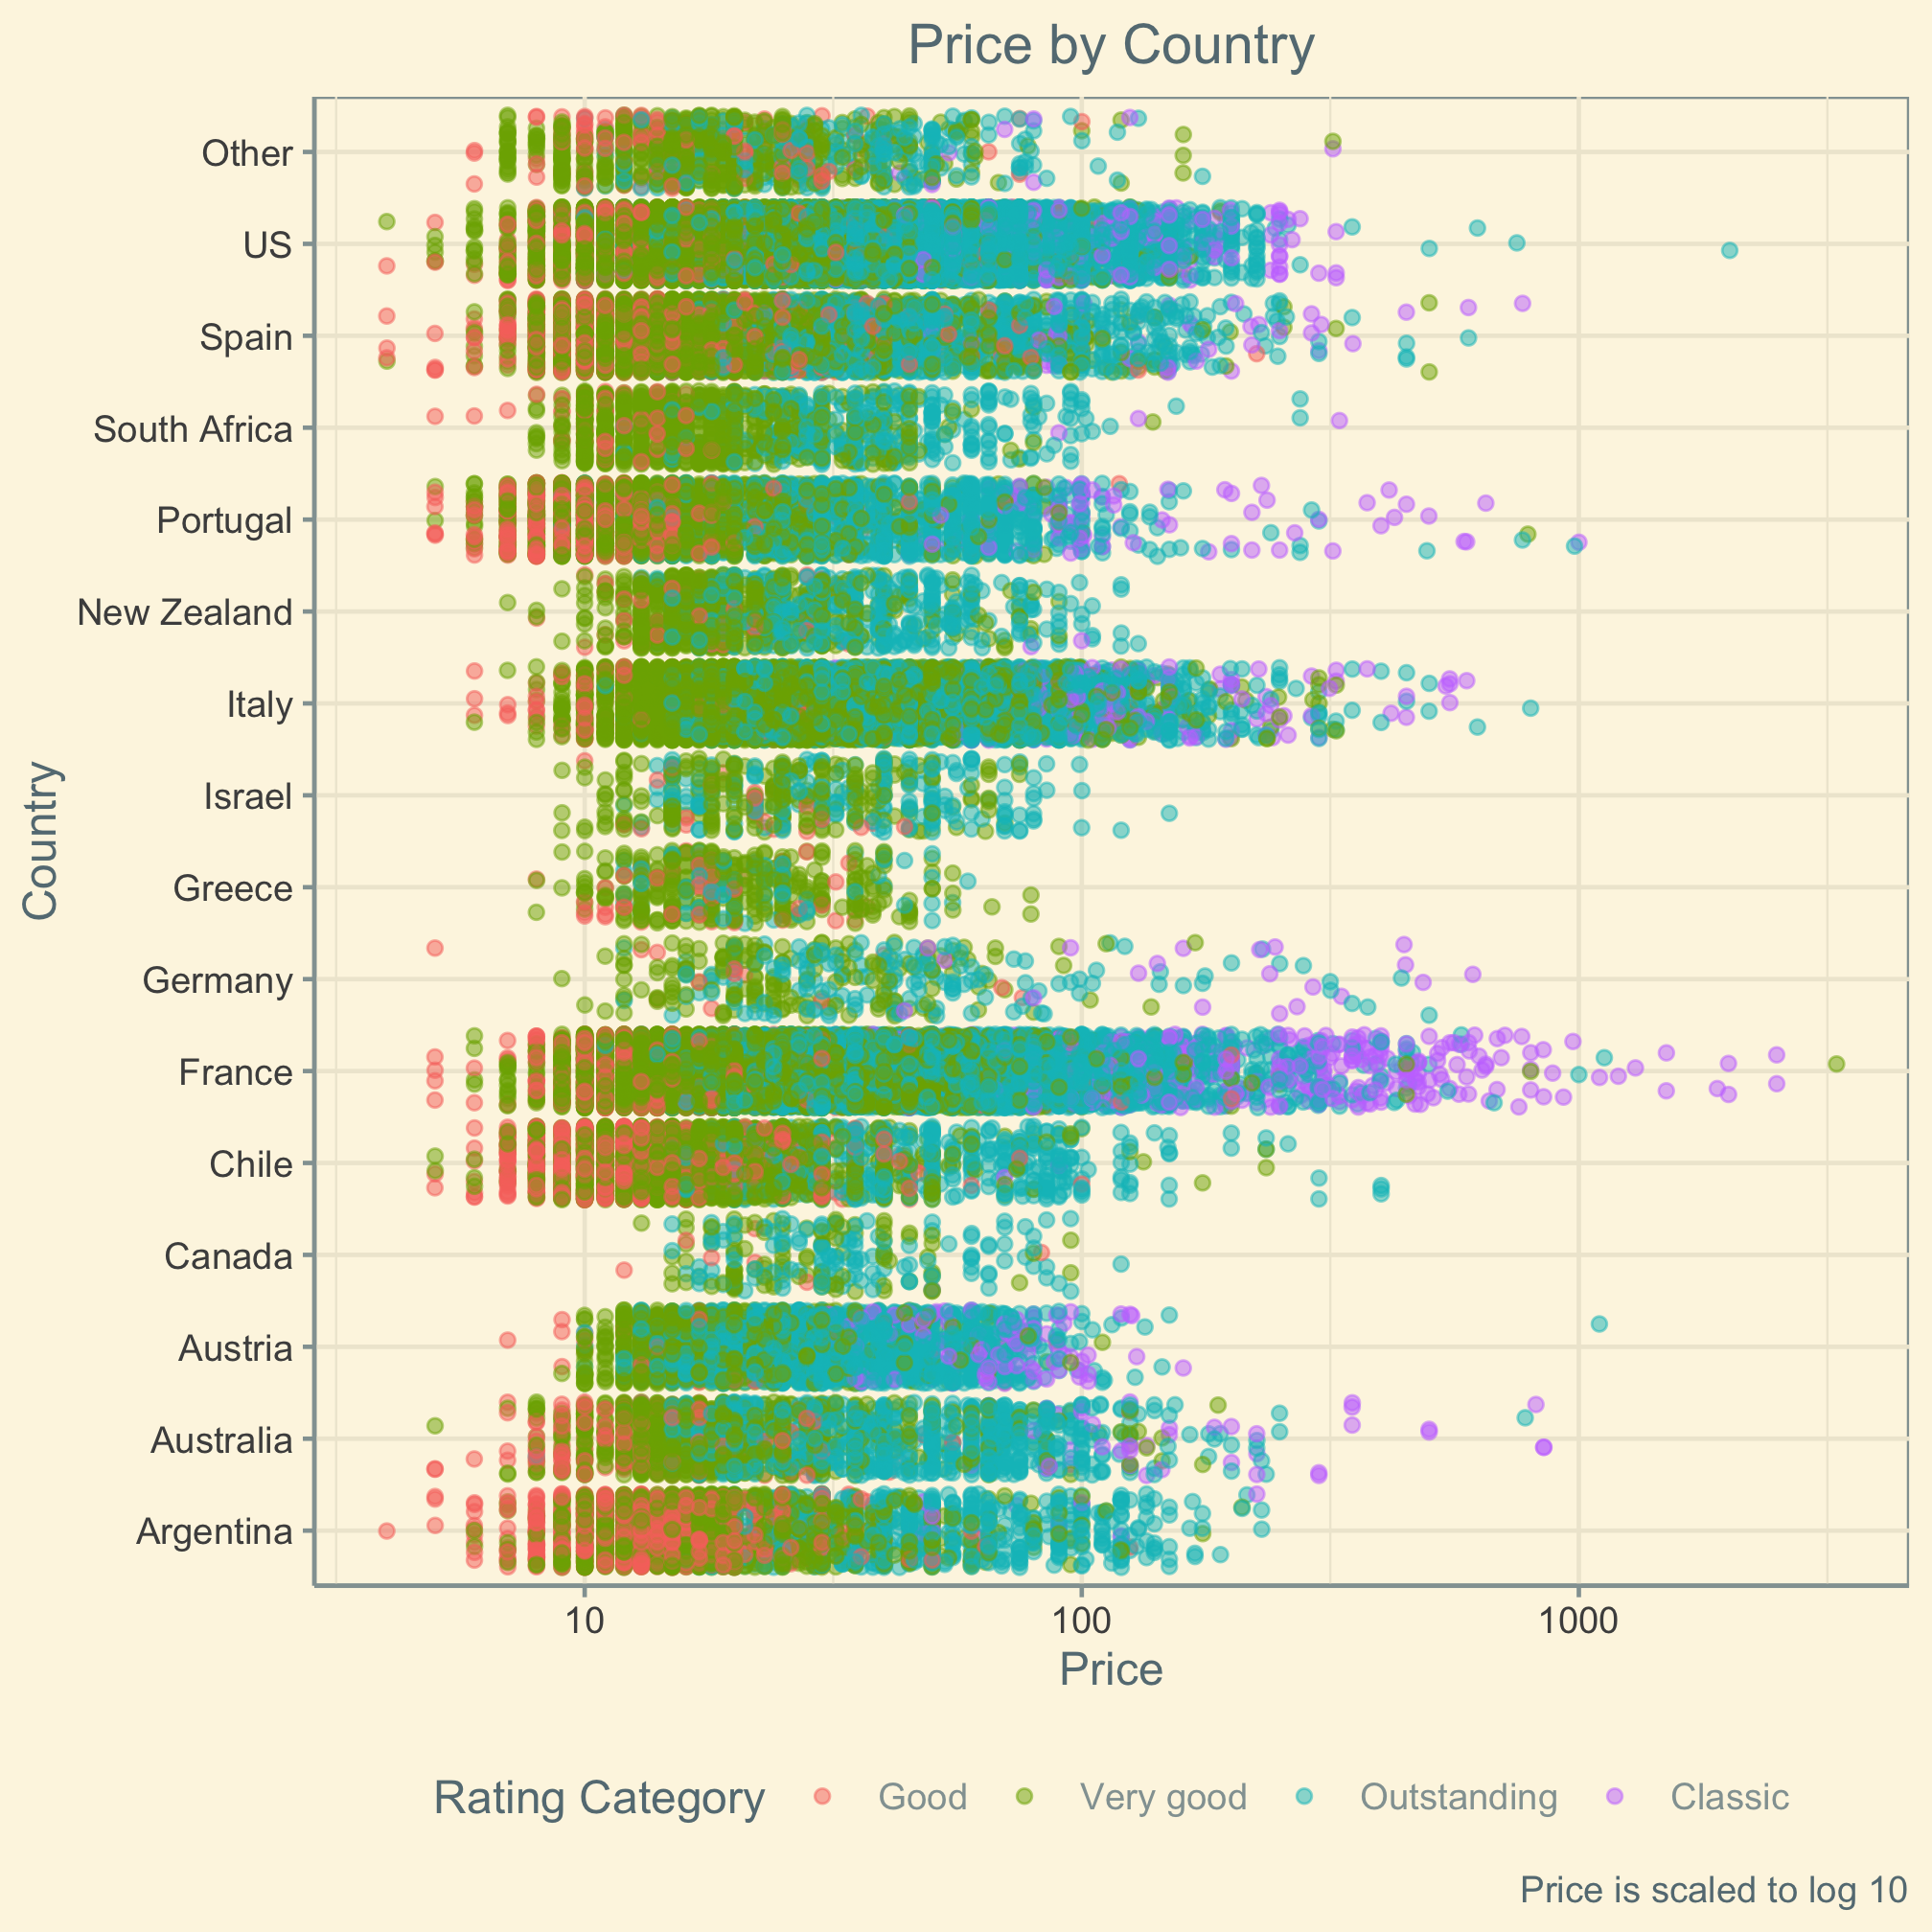 Price by Country
Other
US
Spain
South Africa
Portugal
New Zealand
Italy
Israel
Greece
Germany
France
Chile
Canada
Austria
Australia
Argentina
Country
10 100 1000
Price
Rating Category Good Very good Outstanding Classic
Price is scaled to log 10